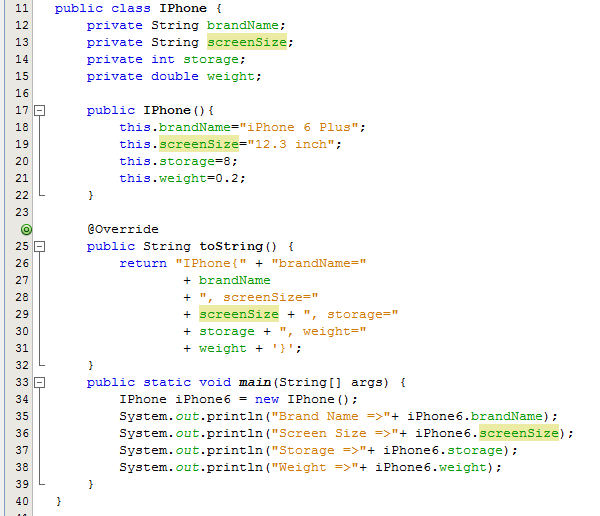 11 public class IPhone {
12     private String brandName;
13     private String screenSize;
14     private int storage;
15     private double weight;
16
17     public IPhone(){
18         this.brandName="iPhone 6 Plus";
19         this.screenSize="12.3 inch";
20         this.storage=8;
21         this.weight=0.2;
22     }
23
    @Override
25     public String toString() {
26         return "IPhone{" + "brandName="
27                 + brandName
28                 + ", screenSize="
29                 + screenSize + ", storage="
30                 + storage + ", weight="
31                 + weight + '}';
32     }
33     public static void main(String[] args) {
34         IPhone iPhone6 = new IPhone();
35         System.out.println("Brand Name =>"+ iPhone6.brandName);
36         System.out.println("Screen Size =>"+ iPhone6.screenSize);
37         System.out.println("Storage =>"+ iPhone6.storage);
38         System.out.println("Weight =>"+ iPhone6.weight);
39     }
40 }